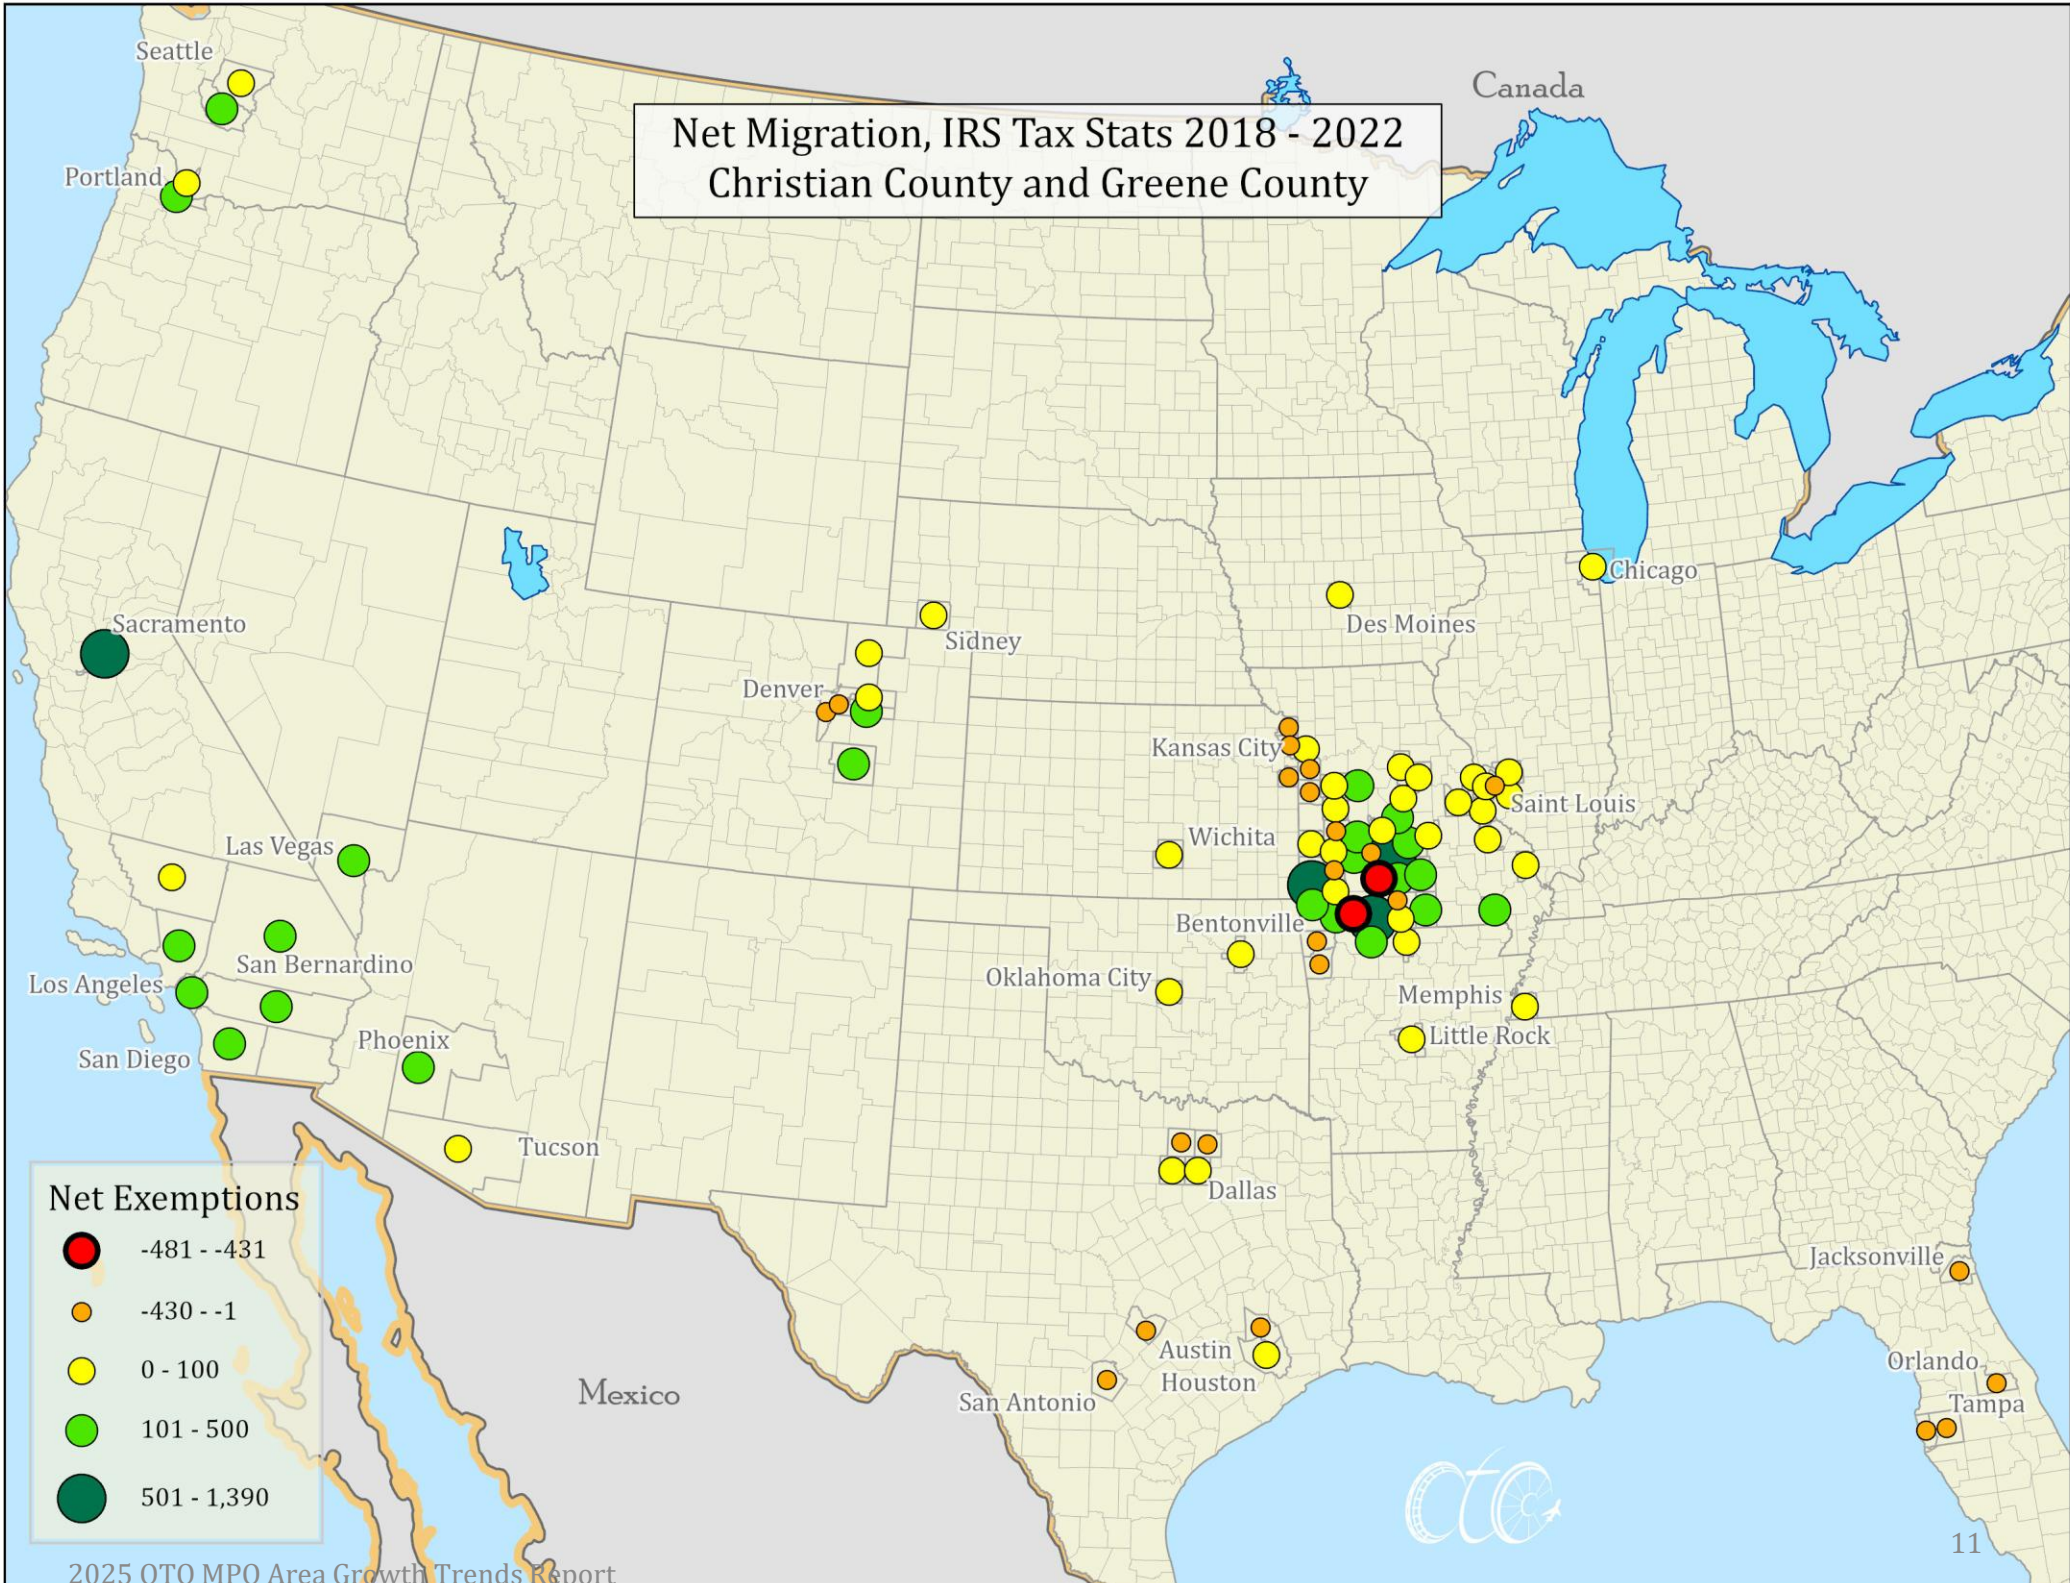 Seattle
Canada
Net Migration, IRS Tax Stats 2018 - 2022
Christian County and Greene County
Portland
Chicago
Sacramento
Des Moines
Sidney
Denver
Kansas City
Saint Louis
Las Vegas
Wichita
Bentonville
San Bernardino
Los Angeles
Oklahoma City
Memphis
Phoenix
Little Rock
San Diego
Tucson
Dallas
Net Exemptions
-481 - -431
-430 - -1
0 - 100
101 - 500
501 - 1,390
Jacksonville
Austin
Houston
San Antonio
Mexico
Orlando
Tampa
OTO
11
2025 OTO MPO Area Growth Trends Report